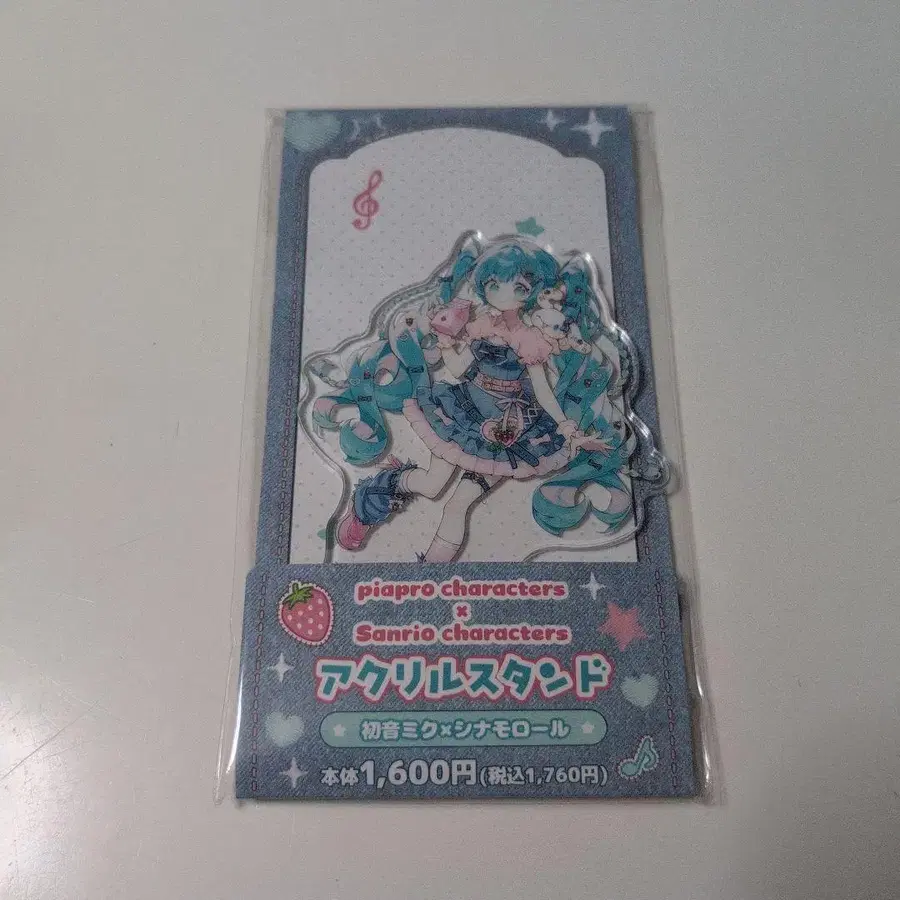 piapro characters
×
Sanrio characters
アクリルスタンド
初音ミク×シナモロール
本体1,600円(税込1,760円)